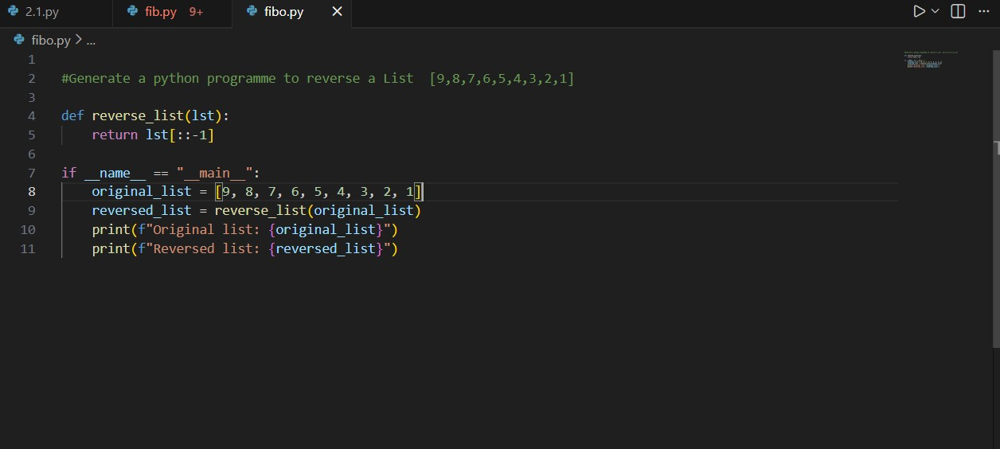 2.1.py fib.py 9+ fibo.py
fibo.py > ...
1
2 #Generate a python programme to reverse a List  [9,8,7,6,5,4,3,2,1]
3
4 def reverse_list(lst):
5     return lst[::-1]
6
7 if __name__ == "__main__":
8     original_list = [9, 8, 7, 6, 5, 4, 3, 2, 1]
9     reversed_list = reverse_list(original_list)
10     print(f"Original list: {original_list}")
11     print(f"Reversed list: {reversed_list}")